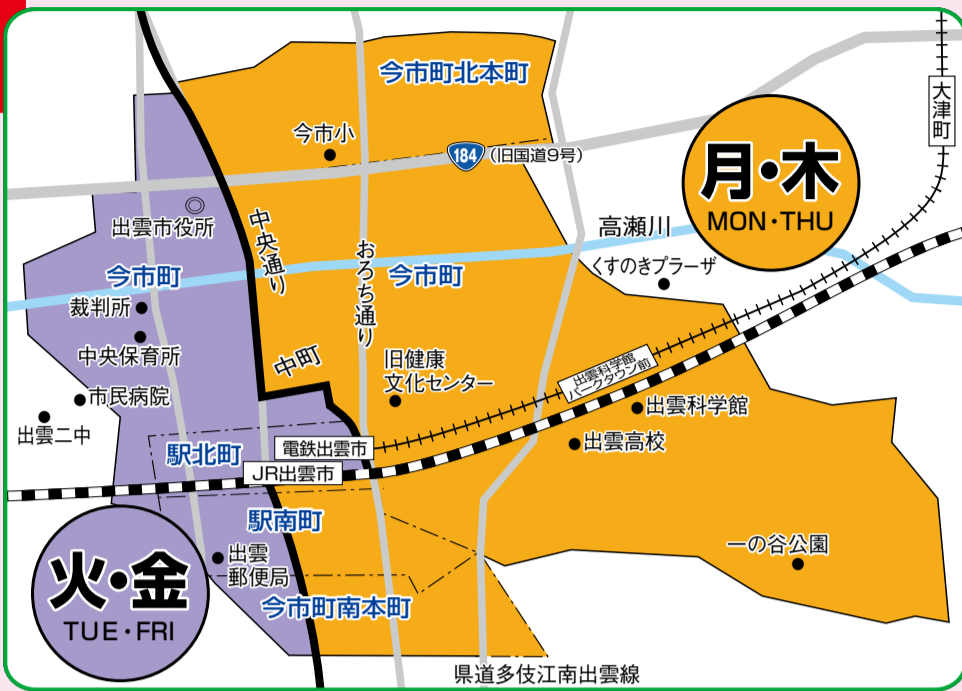 今市町北本町
大津町
今市小
184
(旧国道9号)
月・木
MON・THU
出雲市役所
中央通り
高瀬川
おろち通り
今市町
今市町
くすのきプラーザ
裁判所
中央保育所
中町
旧健康
文化センター
出雲科学館
パークタウン前
市民病院
出雲二中
出雲科学館
駅北町
電鉄出雲市
出雲高校
JR出雲市
駅南町
火・金
TUE・FRI
出雲
郵便局
一の谷公園
今市町南本町
県道多伎江南出雲線